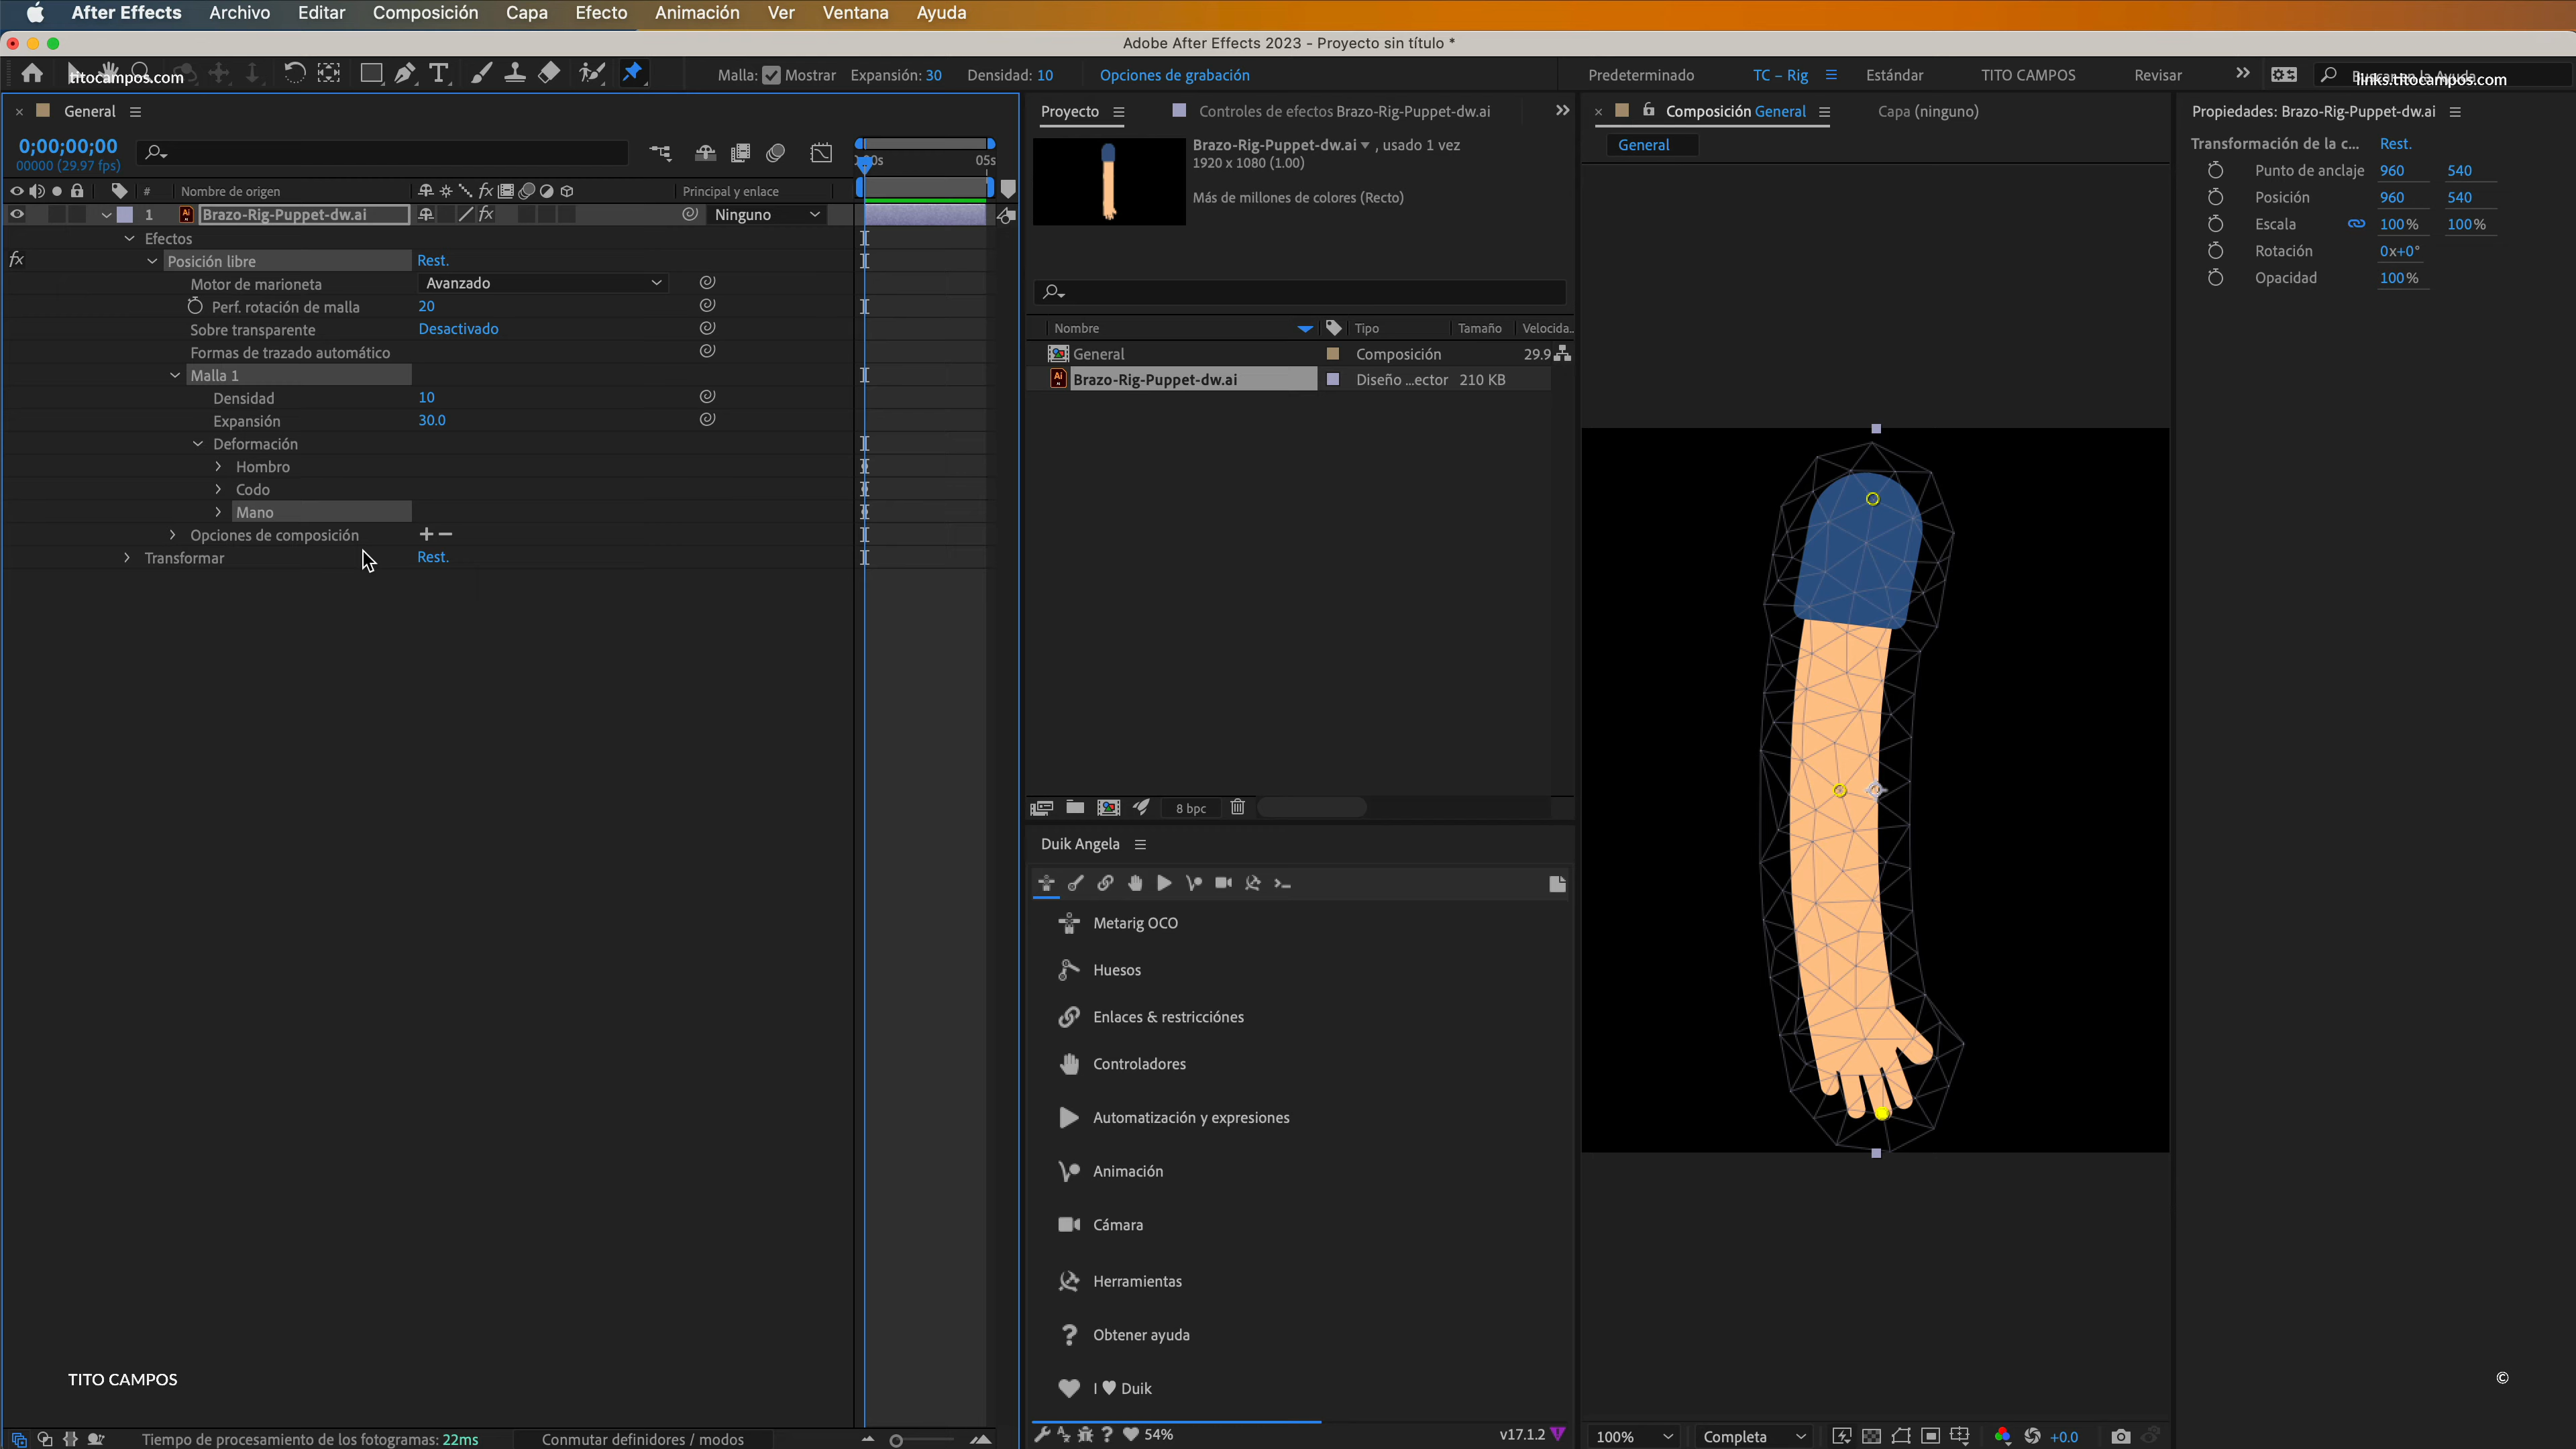 After Effects Archivo Editar Composición Capa Efecto Animación Ver Ventana Ayuda
Adobe After Effects 2023 - Proyecto sin título *
titocampos.com
Malla: Mostrar Expansión: 30 Densidad: 10 Opciones de grabación
Predeterminado TC – Rig Estándar TITO CAMPOS Revisar
links.titocampos.com
General
0;00;00;00
00000 (29.97 fps)
05s
# Nombre de origen Principal y enlace
1 Brazo-Rig-Puppet-dw.ai Ninguno
Efectos
fx Posición libre Rest.
Motor de marioneta Avanzado
Perf. rotación de malla 20
Sobre transparente Desactivado
Formas de trazado automático
Malla 1
Densidad 10
Expansión 30.0
Deformación
Hombro
Codo
Mano
Opciones de composición
Transformar Rest.
TITO CAMPOS
Tiempo de procesamiento de los fotogramas: 22ms Conmutar definidores / modos
Proyecto Controles de efectos Brazo-Rig-Puppet-dw.ai
Brazo-Rig-Puppet-dw.ai , usado 1 vez
1920 x 1080 (1.00)
Más de millones de colores (Recto)
Nombre Tipo Tamaño Velocida..
General Composición 29.9
Brazo-Rig-Puppet-dw.ai Diseño ...ector 210 KB
8 bpc
Duik Angela
Metarig OCO
Huesos
Enlaces & restricciónes
Controladores
Automatización y expresiones
Animación
Cámara
Herramientas
Obtener ayuda
I ♥ Duik
54% v17.1.2
Composición General Capa (ninguno)
General
100% Completa +0.0
Propiedades: Brazo-Rig-Puppet-dw.ai
Transformación de la c... Rest.
Punto de anclaje 960 540
Posición 960 540
Escala 100% 100%
Rotación 0x+0°
Opacidad 100%
©